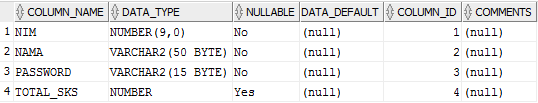 COLUMN_NAME DATA_TYPE NULLABLE DATA_DEFAULT COLUMN_ID COMMENTS
1 NIM NUMBER(9,0) No (null) 1 (null)
2 NAMA VARCHAR2(50 BYTE) No (null) 2 (null)
3 PASSWORD VARCHAR2(15 BYTE) No (null) 3 (null)
4 TOTAL_SKS NUMBER Yes (null) 4 (null)